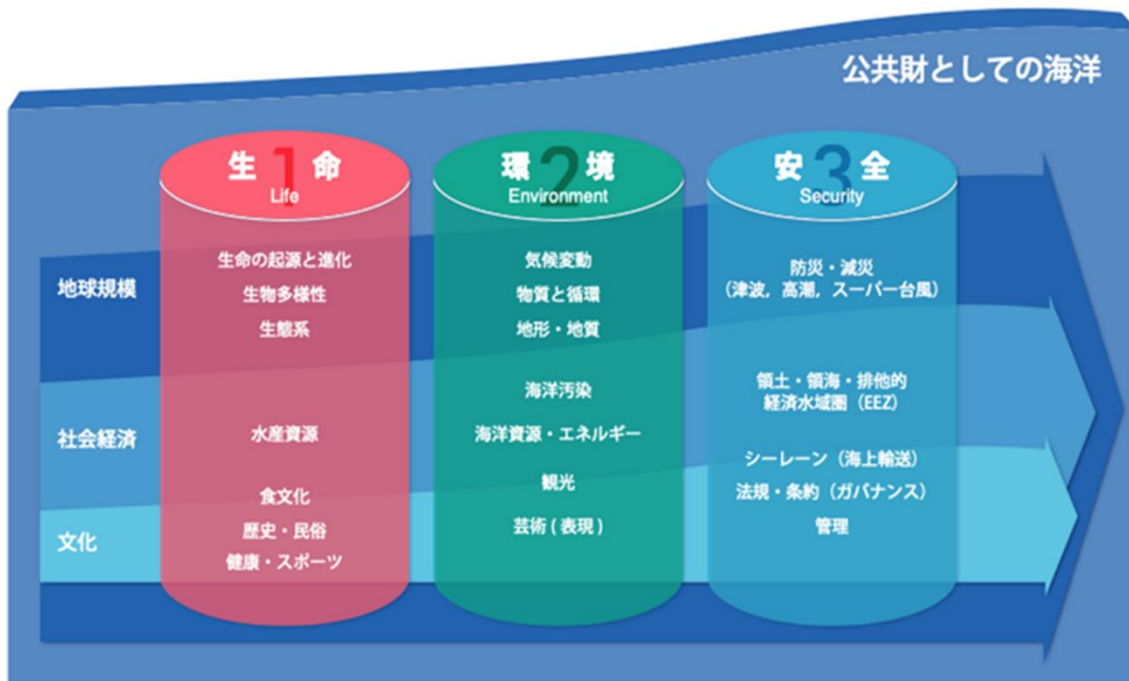 公共財としての海洋
生1命
Life
環2境
Environment
安3全
Security
地球規模
生命の起源と進化
生物多様性
生態系
気候変動
物質と循環
地形・地質
防災・減災
(津波，高潮，スーパー台風)
社会経済
水産資源
海洋汚染
海洋資源・エネルギー
領土・領海・排他的
経済水域圏（EEZ）
シーレーン（海上輸送）
文化
食文化
歴史・民俗
健康・スポーツ
観光
芸術 ( 表現 )
法規・条約（ガバナンス）
管理